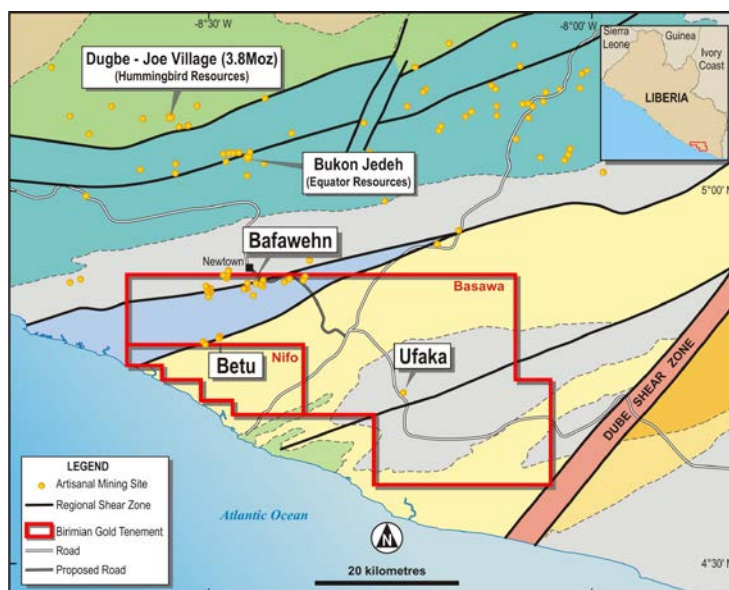 -8°30' W
-8°00' W
Sierra
Leone
Guinea
Ivory
Coast
LIBERIA
Dugbe - Joe Village (3.8Moz)
(Hummingbird Resources)
Bukon Jedeh
(Equator Resources)
5°00' N
Bafawehn
Newtown
Basawa
Betu
Nifo
Ufaka
DUBE SHEAR ZONE
LEGEND
Artisanal Mining Site
Regional Shear Zone
Birimian Gold Tenement
Road
Proposed Road
Atlantic Ocean
N
20 kilometres
4°30' N